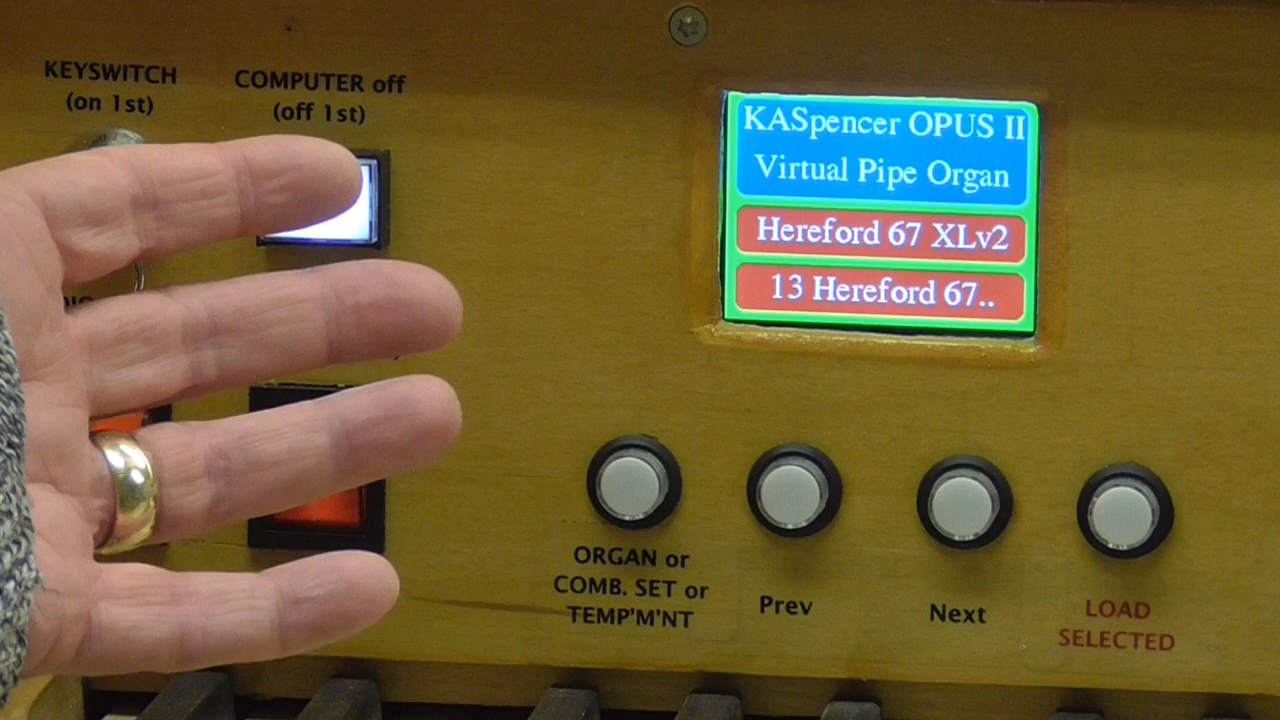 KEYSWITCH
(on 1st)
COMPUTER off
(off 1st)
KASpencer OPUS II
Virtual Pipe Organ
Hereford 67 XLv2
13 Hereford 67..
ORGAN or
COMB. SET or
TEMP'M'NT
Prev
Next
LOAD
SELECTED